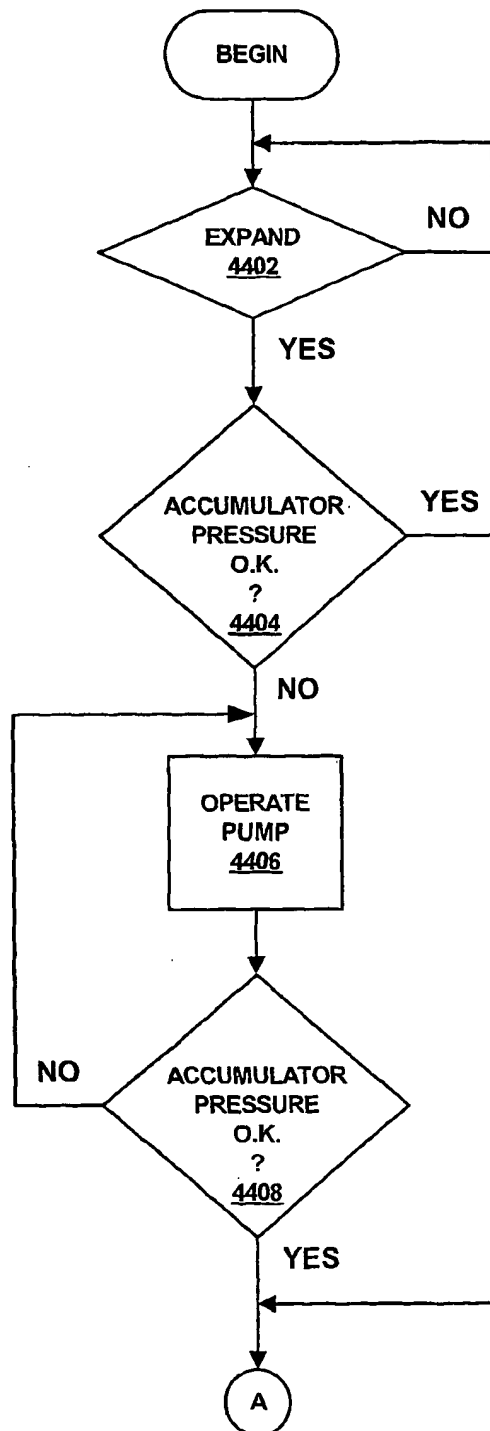 BEGIN
EXPAND
4402
NO
YES
ACCUMULATOR
PRESSURE
O.K.
?
4404
YES
NO
OPERATE
PUMP
4406
ACCUMULATOR
PRESSURE
O.K.
?
4408
NO
YES
A